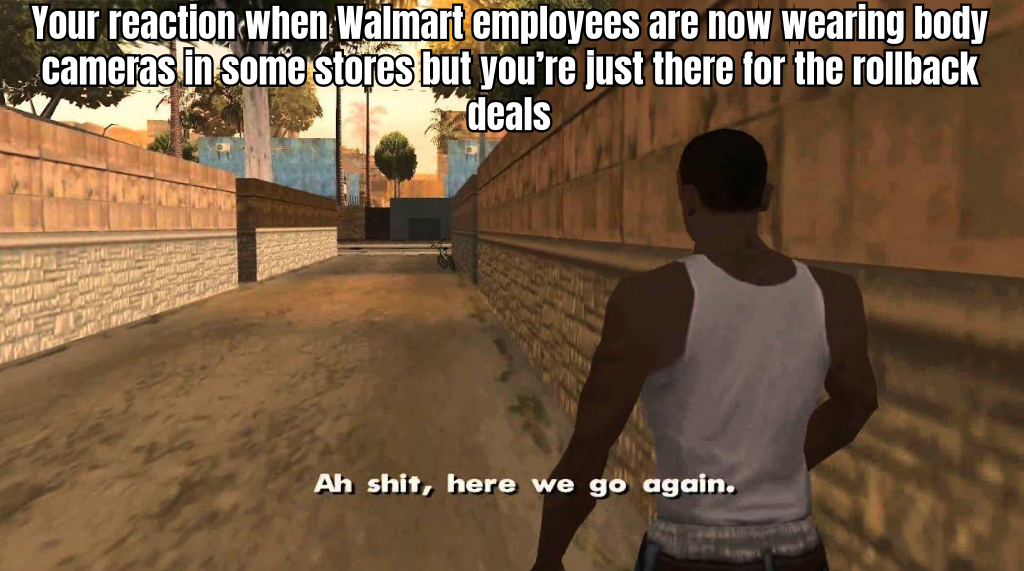 Your reaction when Walmart employees are now wearing body
cameras in some stores but you’re just there for the rollback
deals
Ah shit, here we go again.